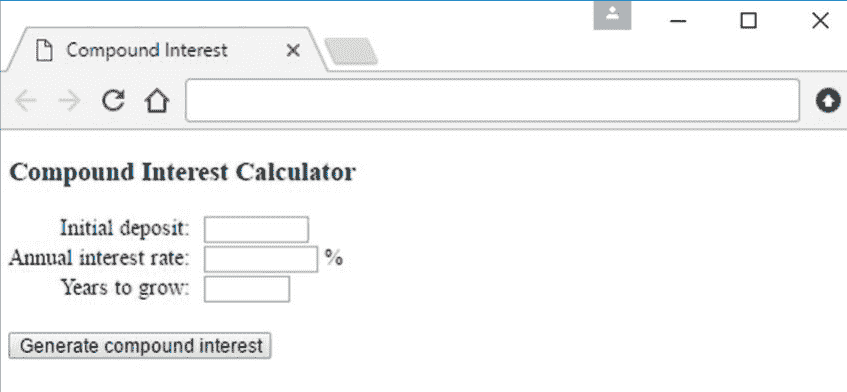 Compound Interest
Compound Interest Calculator
Initial deposit:
Annual interest rate: %
Years to grow:
Generate compound interest